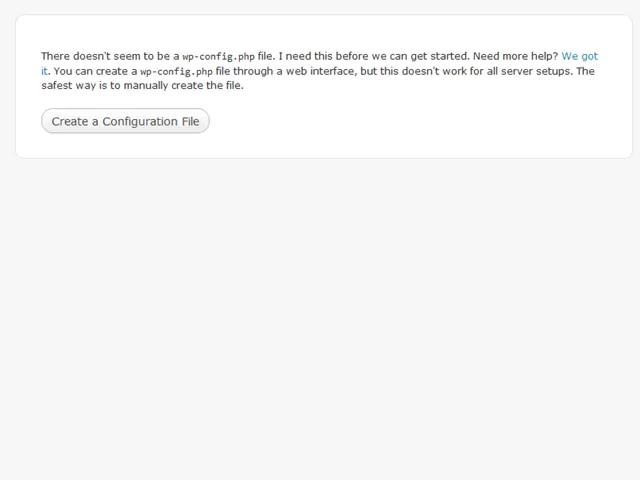 There doesn't seem to be a wp-config.php file. I need this before we can get started. Need more help? We got
it. You can create a wp-config.php file through a web interface, but this doesn't work for all server setups. The
safest way is to manually create the file.
Create a Configuration File